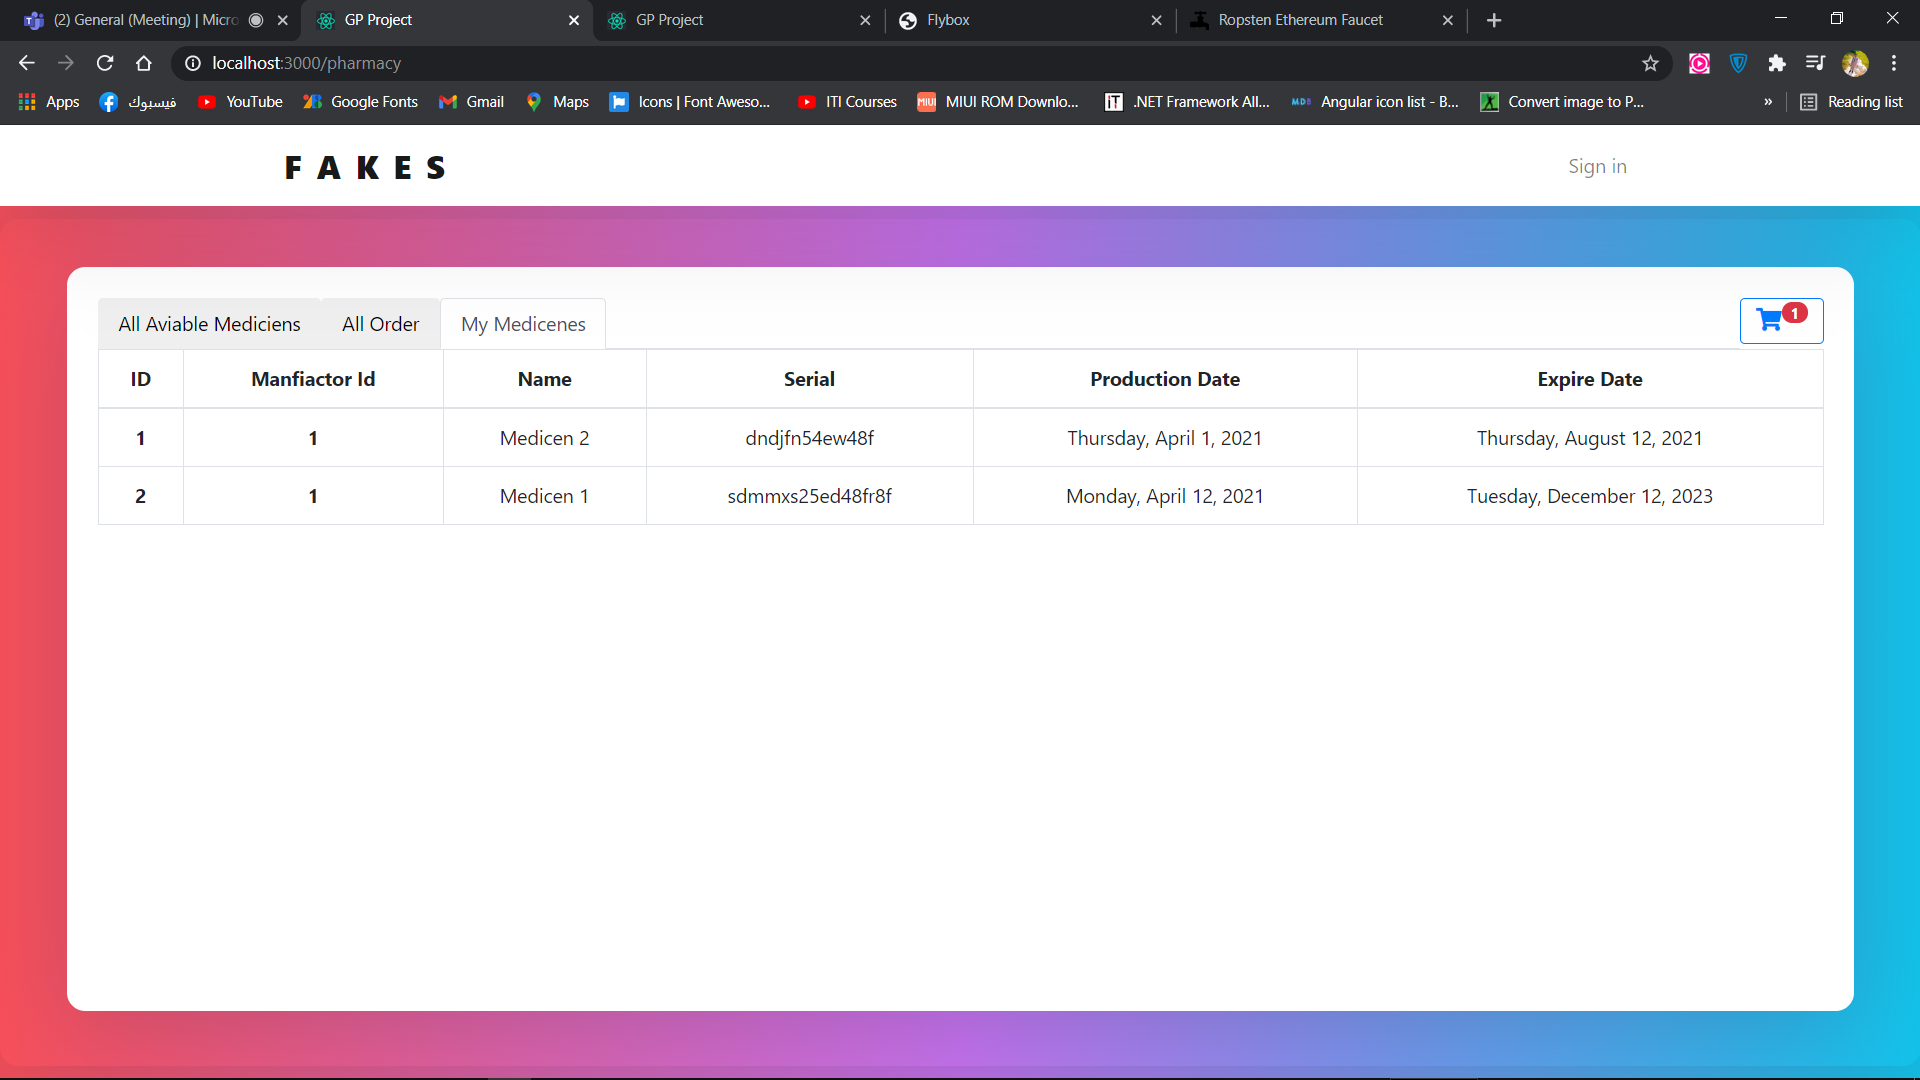 (2) General (Meeting) | Micro
GP Project
GP Project
Flybox
Ropsten Ethereum Faucet
localhost:3000/pharmacy
Apps
فيسبوك
YouTube
Google Fonts
Gmail
Maps
Icons | Font Aweso...
ITI Courses
MIUI ROM Downlo...
.NET Framework All...
Angular icon list - B...
Convert image to P...
»
Reading list
FAKES
Sign in
All Aviable Mediciens
All Order
My Medicenes
1
ID Manfiactor Id Name Serial Production Date Expire Date
1 1 Medicen 2 dndjfn54ew48f Thursday, April 1, 2021 Thursday, August 12, 2021
2 1 Medicen 1 sdmmxs25ed48fr8f Monday, April 12, 2021 Tuesday, December 12, 2023